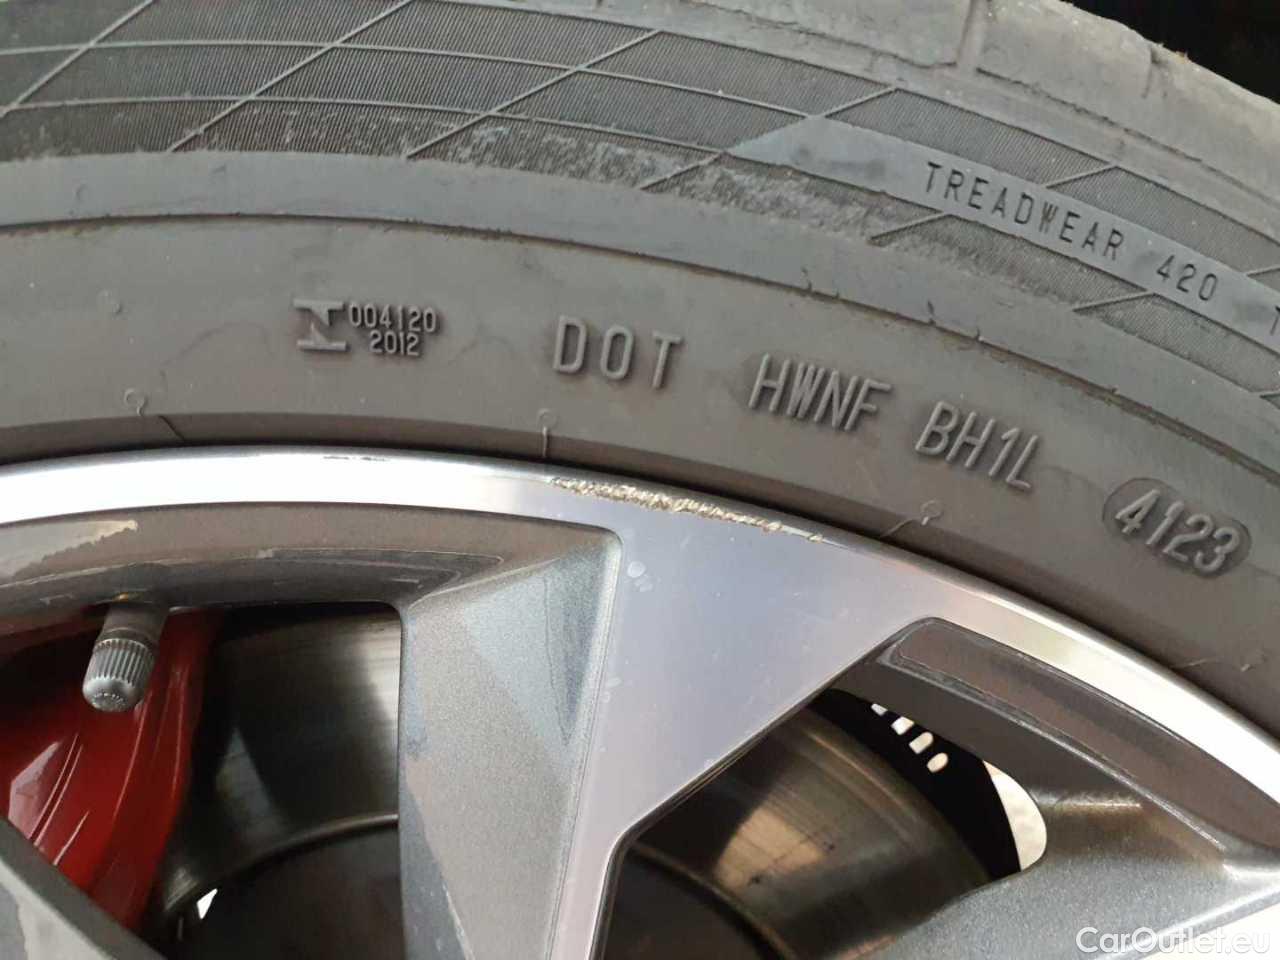 TREADWEAR 420 T
004120
2012
DOT HWNF BH1L 4123
CarOutlet.eu